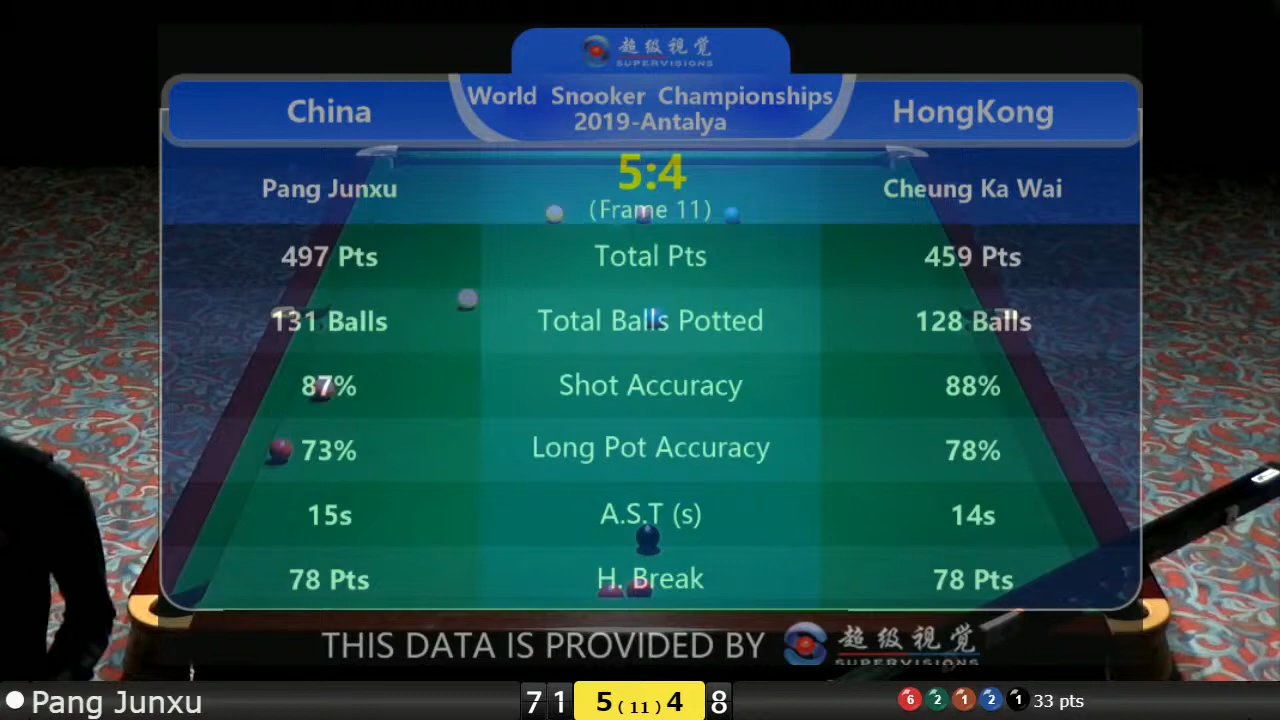 超级视觉
SUPERVISIONS
China
World Snooker Championships
2019-Antalya
HongKong
Pang Junxu
5:4
(Frame 11)
Cheung Ka Wai
497 Pts
Total Pts
459 Pts
131 Balls
Total Balls Potted
128 Balls
87%
Shot Accuracy
88%
73%
Long Pot Accuracy
78%
15s
A.S.T (s)
14s
78 Pts
H. Break
78 Pts
THIS DATA IS PROVIDED BY 超级视觉
SUPERVISIONS
Pang Junxu 71 5 (11) 4 8 6 2 1 2 1 33 pts